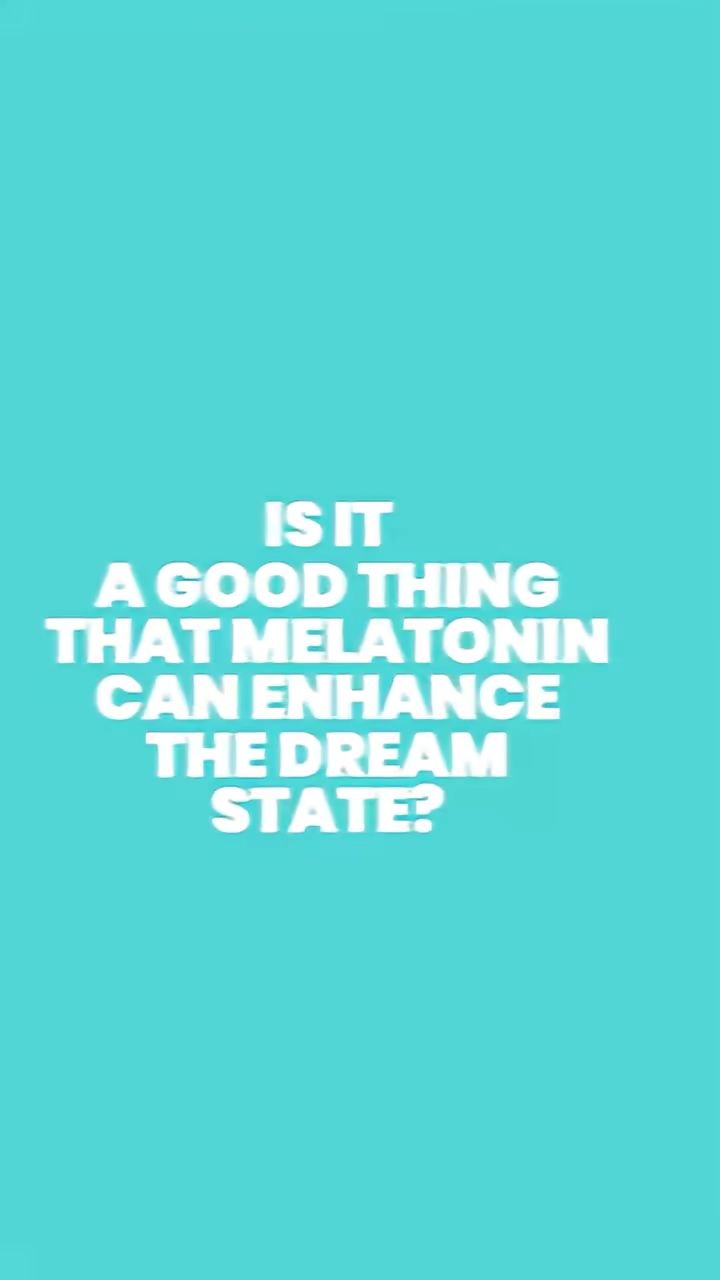 IS IT
A GOOD THING
THAT MELATONIN
CAN ENHANCE
THE DREAM
STATE?